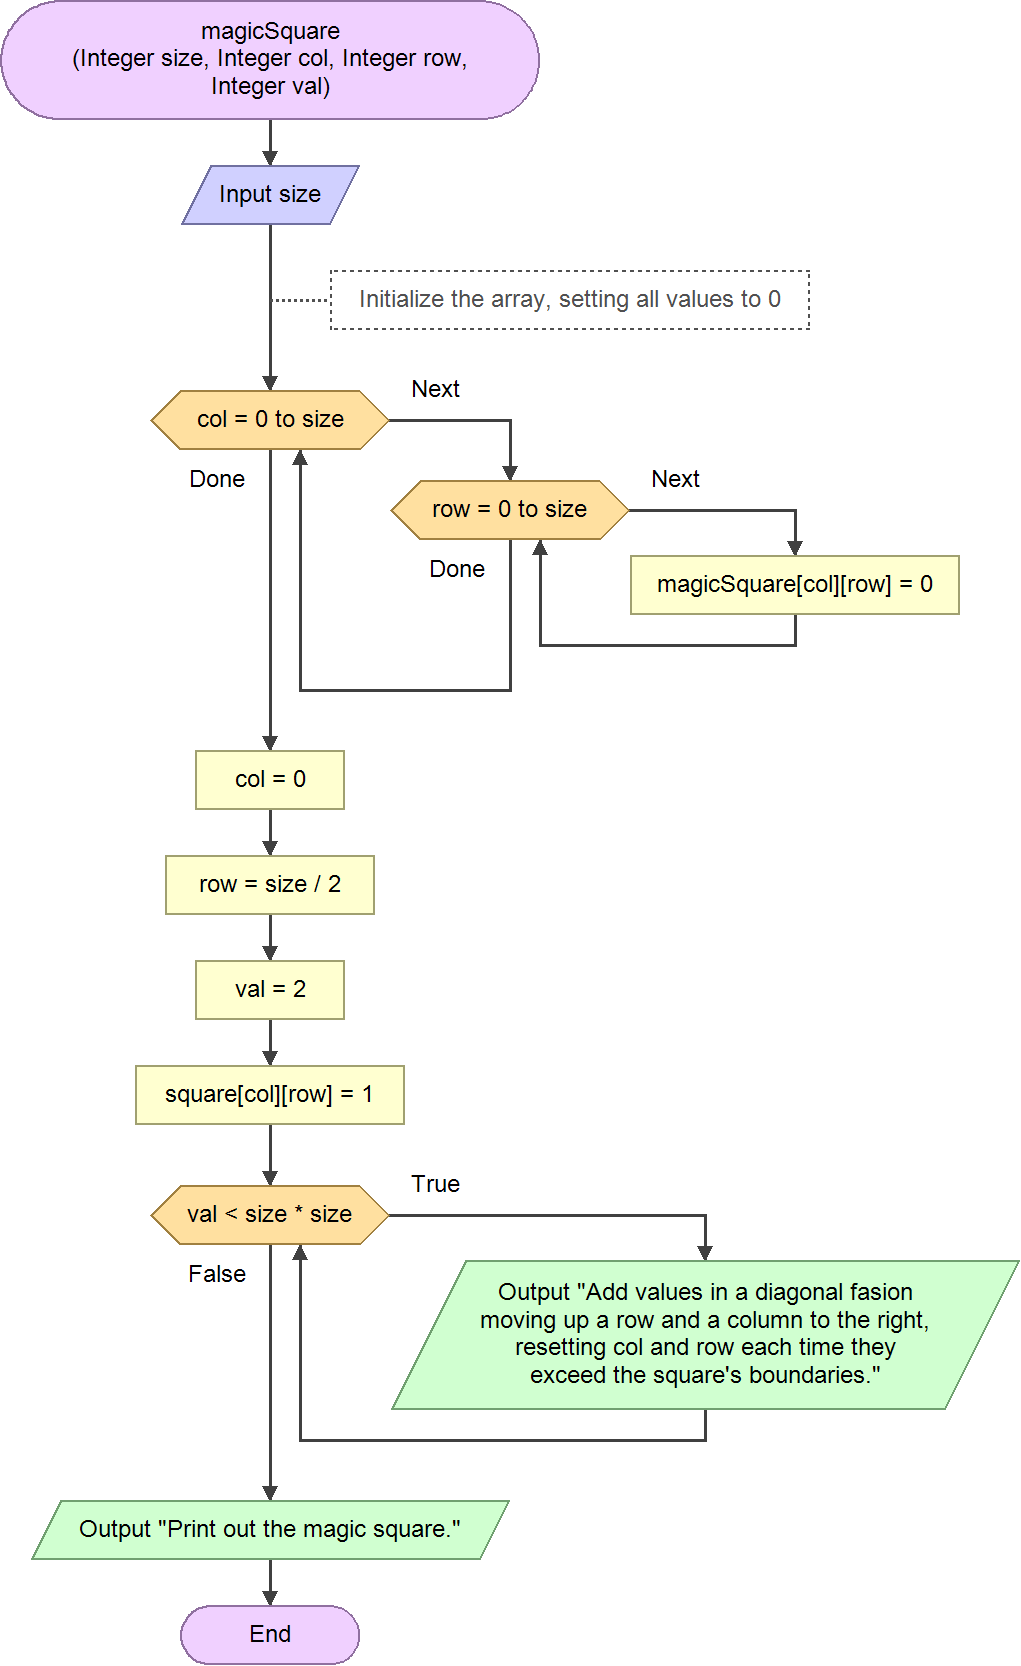 magicSquare
(Integer size, Integer col, Integer row,
Integer val)
Input size
Initialize the array, setting all values to 0
Next
col = 0 to size
Done
Next
row = 0 to size
Done
magicSquare[col][row] = 0
col = 0
row = size / 2
val = 2
square[col][row] = 1
True
val < size * size
False
Output "Add values in a diagonal fasion
moving up a row and a column to the right,
resetting col and row each time they
exceed the square's boundaries."
Output "Print out the magic square."
End